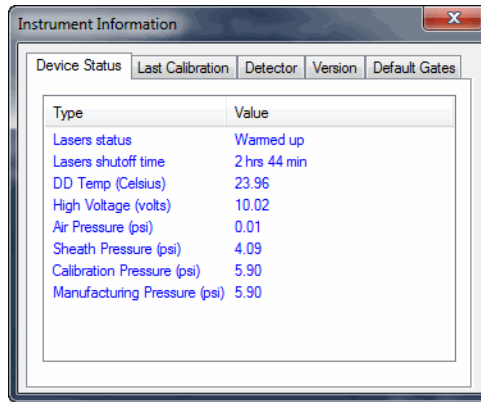 Instrument Information
Device Status Last Calibration Detector Version Default Gates
Type Value
Lasers status Warmed up
Lasers shutoff time 2 hrs 44 min
DD Temp (Celsius) 23.96
High Voltage (volts) 10.02
Air Pressure (psi) 0.01
Sheath Pressure (psi) 4.09
Calibration Pressure (psi) 5.90
Manufacturing Pressure (psi) 5.90